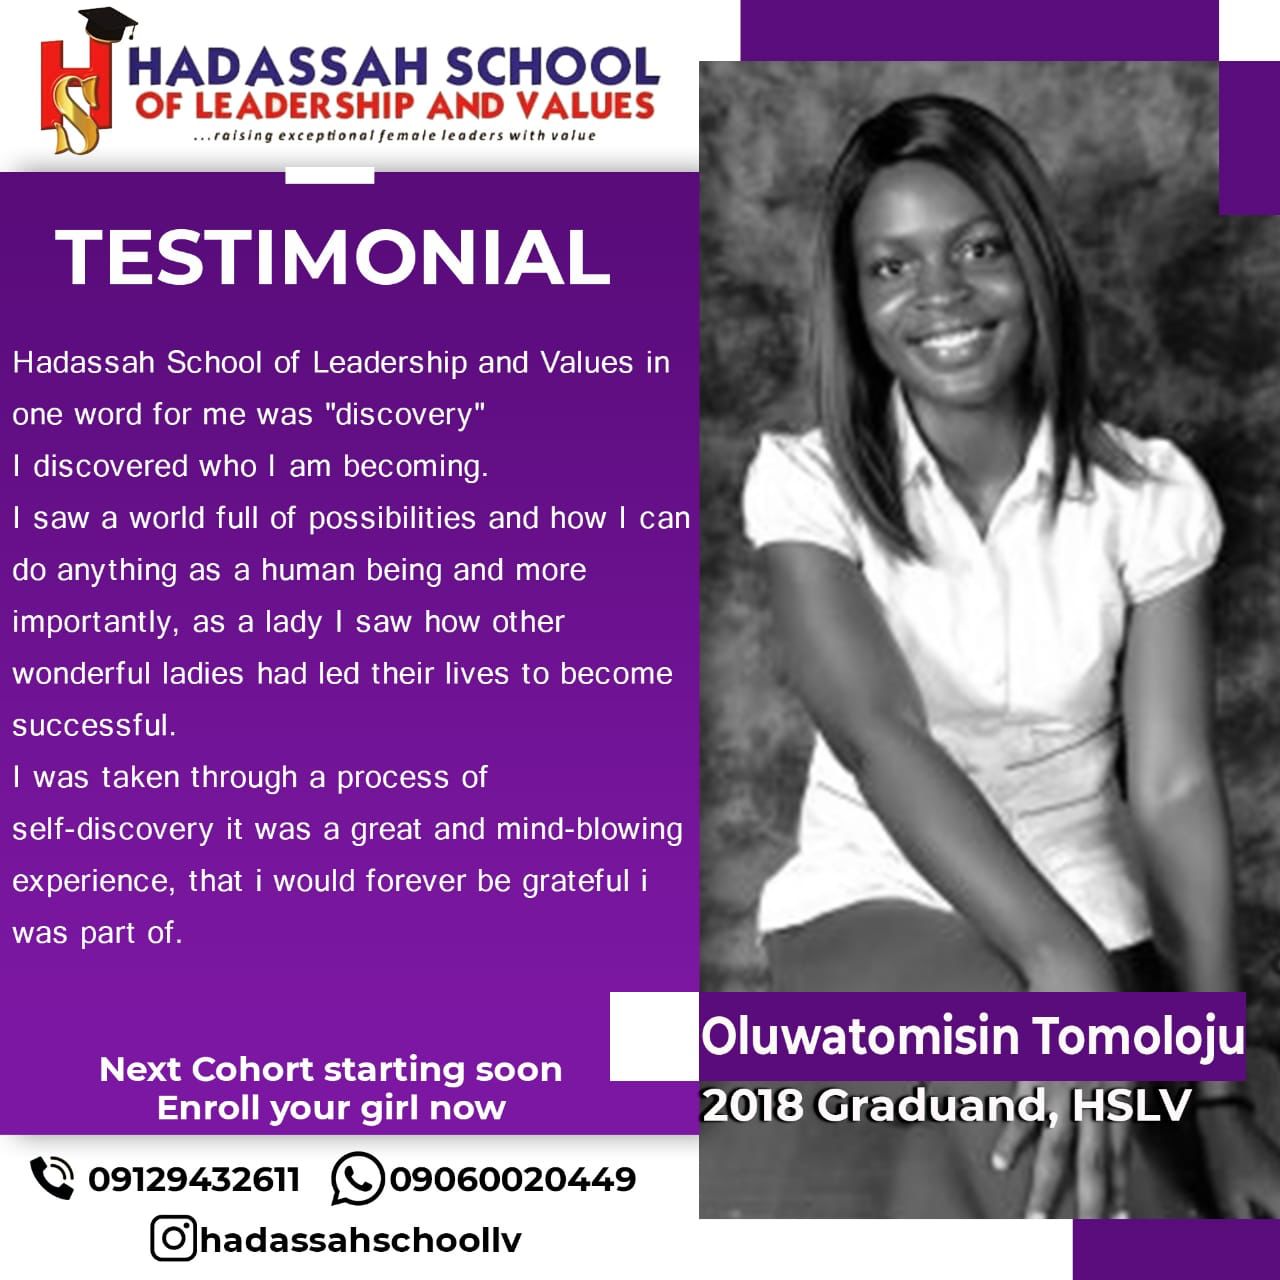 HS
HADASSAH SCHOOL
OF LEADERSHIP AND VALUES
...raising exceptional female leaders with value
TESTIMONIAL
Hadassah School of Leadership and Values in
one word for me was "discovery"
I discovered who I am becoming.
I saw a world full of possibilities and how I can
do anything as a human being and more
importantly, as a lady I saw how other
wonderful ladies had led their lives to become
successful.
I was taken through a process of
self-discovery it was a great and mind-blowing
experience, that i would forever be grateful i
was part of.
Next Cohort starting soon
Enroll your girl now
09129432611 09060020449
hadassahschoollv
Oluwatomisin Tomoloju
2018 Graduand, HSLV